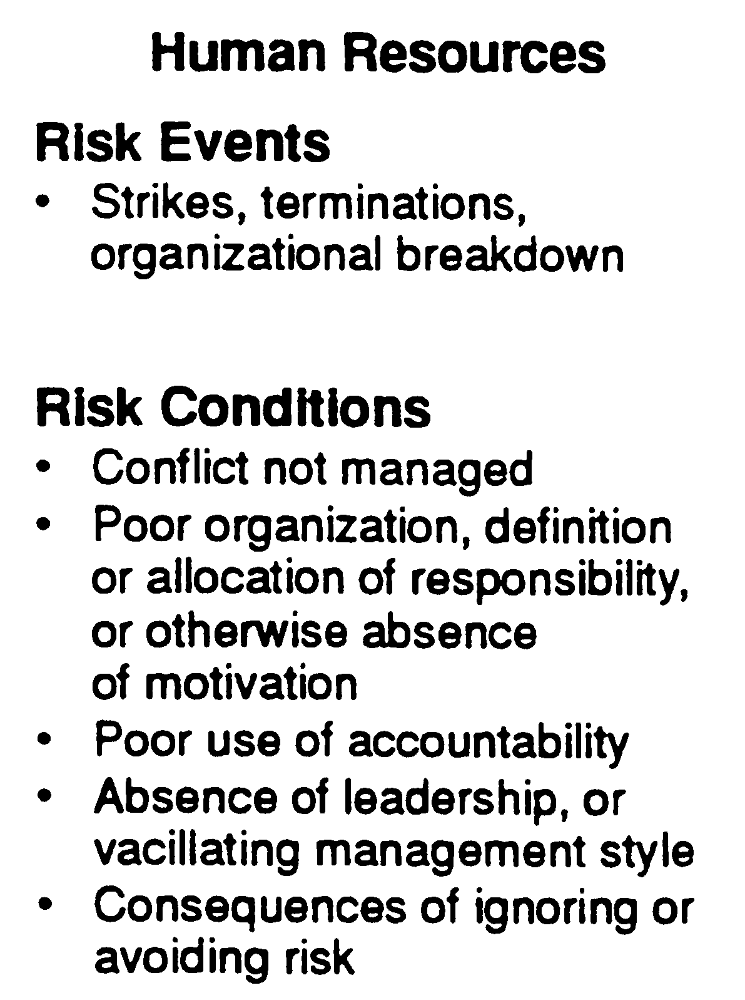 Human Resources
Risk Events
• Strikes, terminations,
organizational breakdown
Risk Conditions
• Conflict not managed
• Poor organization, definition
or allocation of responsibility,
or otherwise absence
of motivation
• Poor use of accountability
• Absence of leadership, or
vacillating management style
• Consequences of ignoring or
avoiding risk